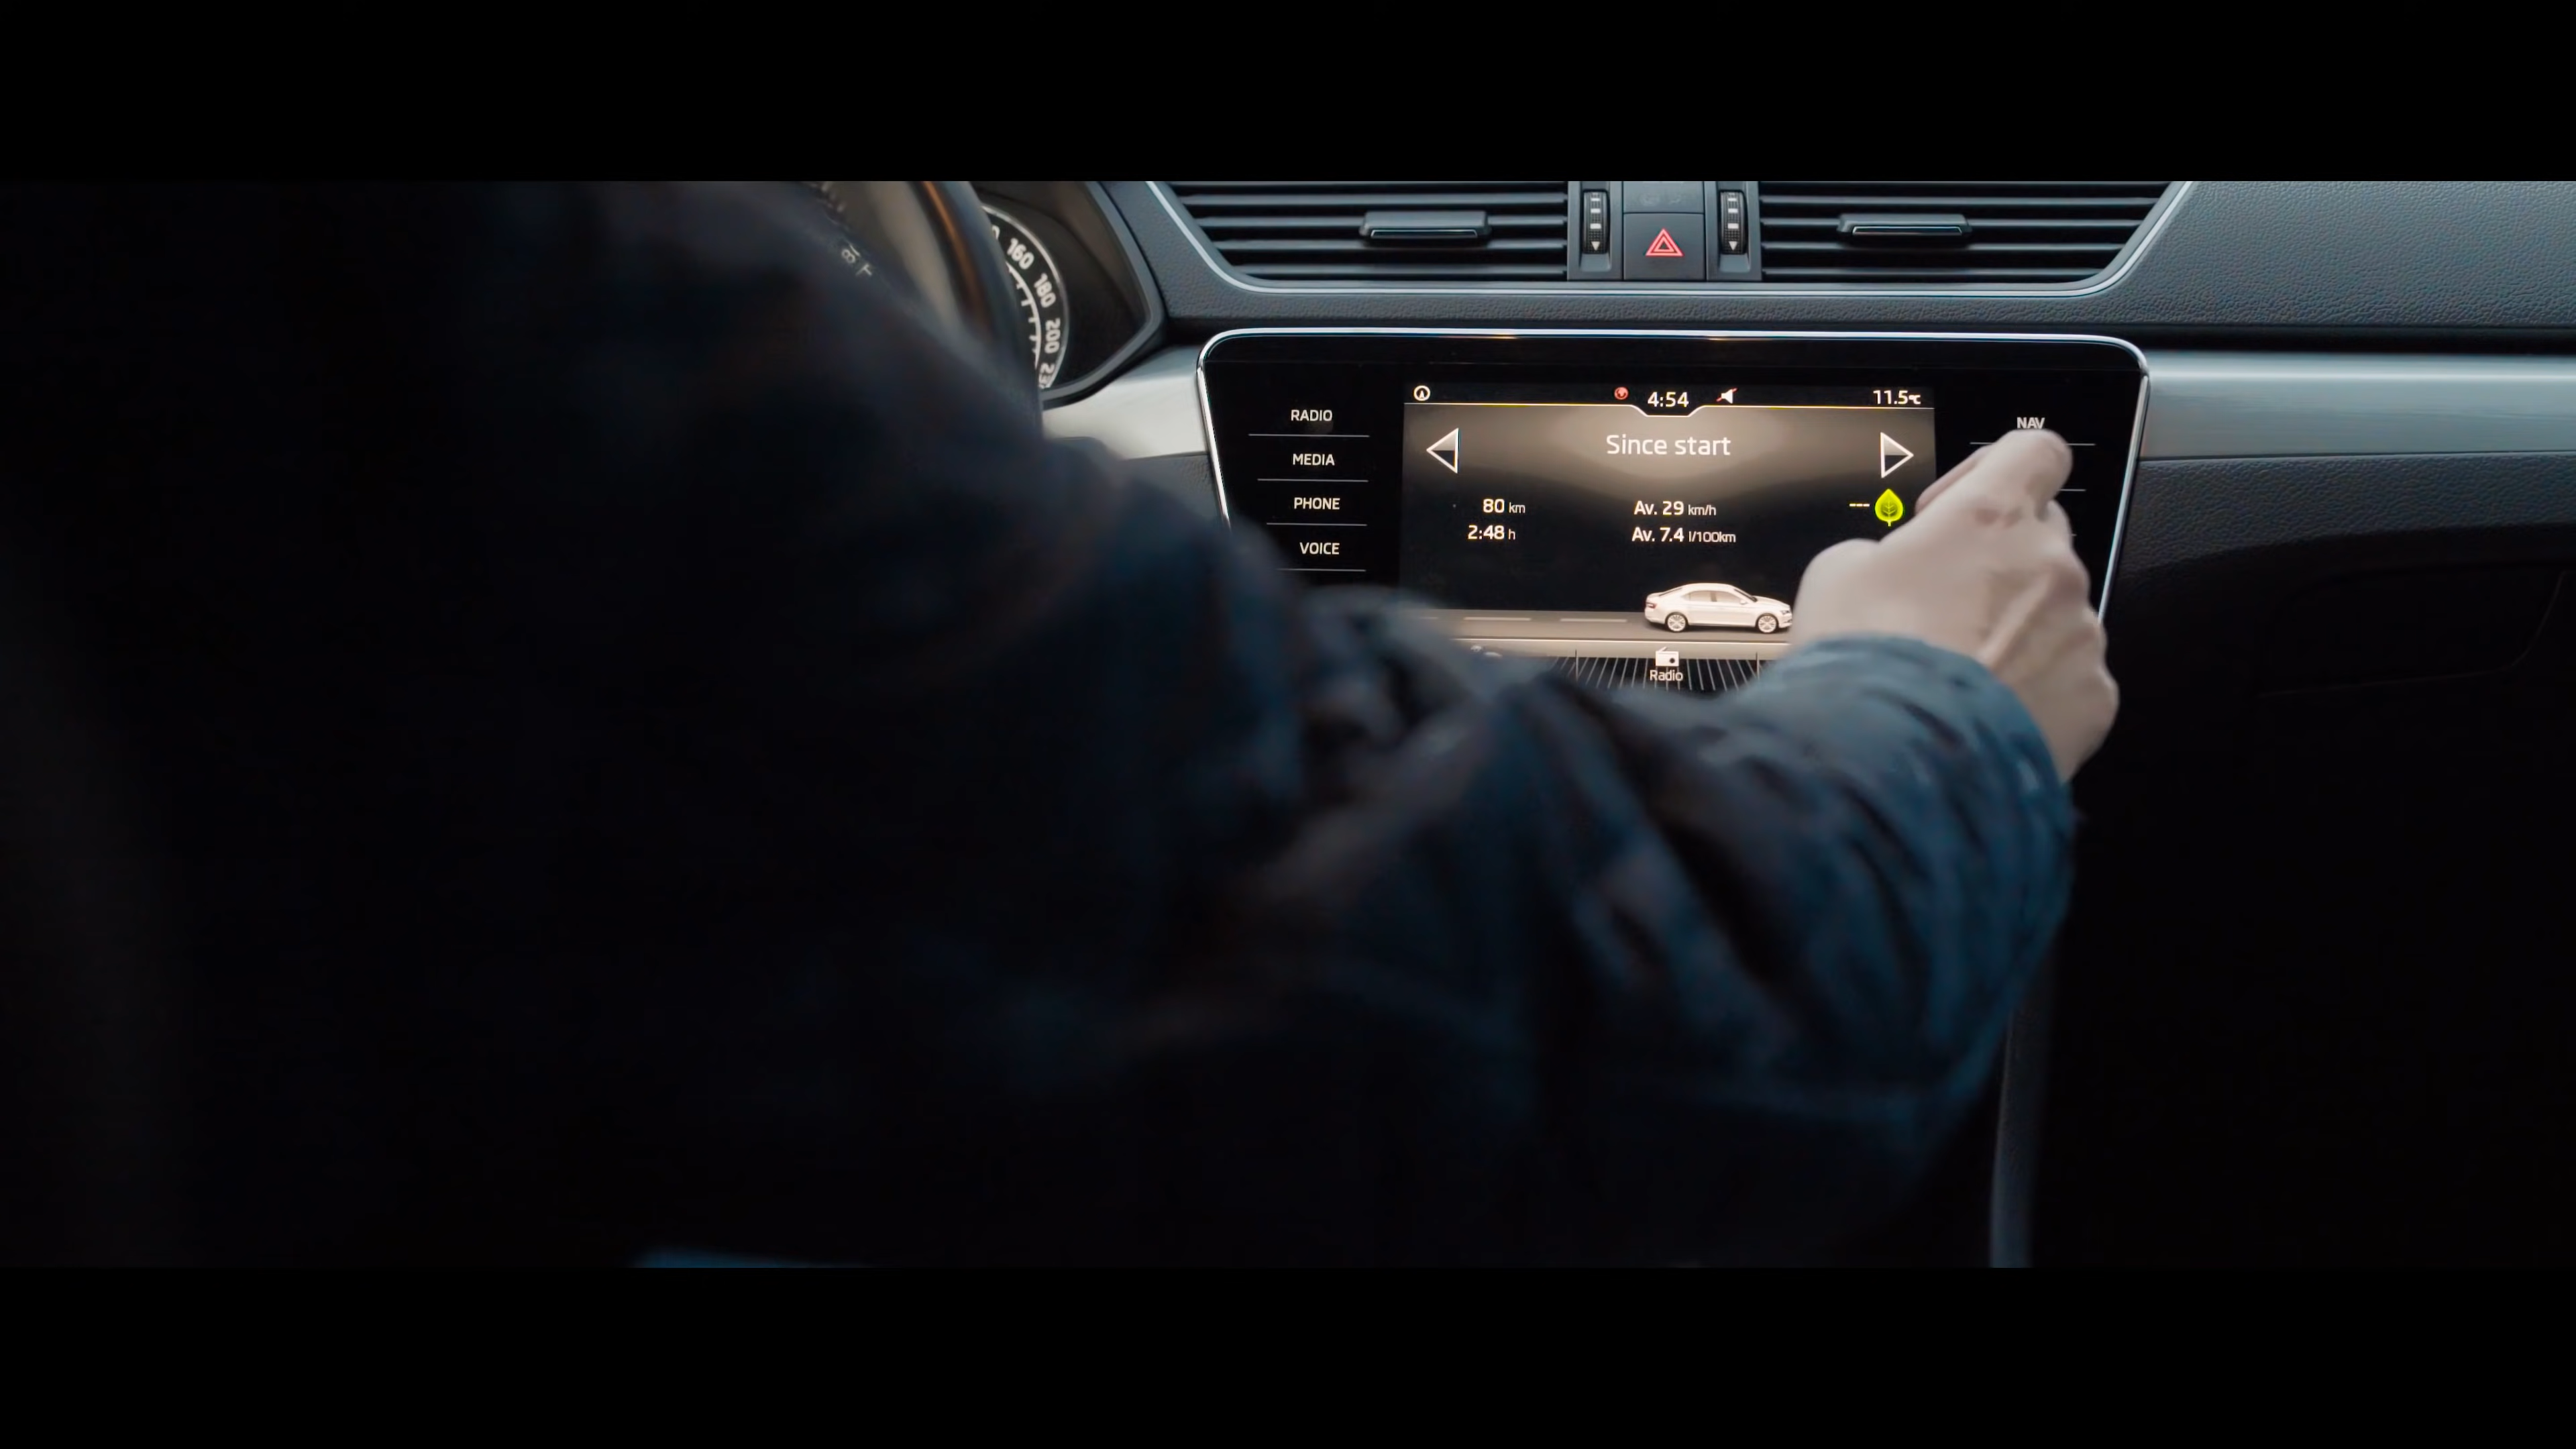 160
180
200
RADIO
MEDIA
PHONE
VOICE
4:54
11.5°C
Since start
80 km
2:48 h
Av. 29 km/h
Av. 7.4 l/100km
---
Radio
NAV